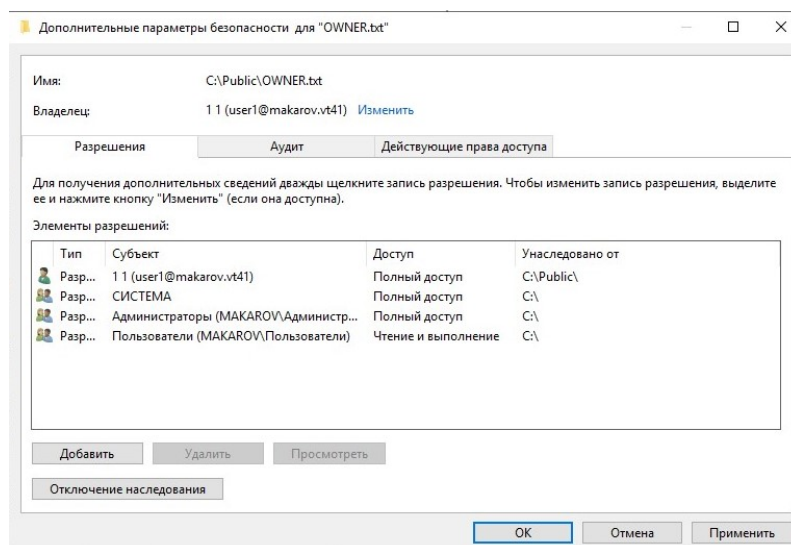 Дополнительные параметры безопасности для "OWNER.txt"
Имя: C:\Public\OWNER.txt
Владелец: 1 1 (user1@makarov.vt41) Изменить
Разрешения Аудит Действующие права доступа
Для получения дополнительных сведений дважды щелкните запись разрешения. Чтобы изменить запись разрешения, выделите
ее и нажмите кнопку "Изменить" (если она доступна).
Элементы разрешений:
Тип Субъект Доступ Унаследовано от
Разр... 1 1 (user1@makarov.vt41) Полный доступ C:\Public\
Разр... СИСТЕМА Полный доступ C:\
Разр... Администраторы (MAKAROV\Администр... Полный доступ C:\
Разр... Пользователи (MAKAROV\Пользователи) Чтение и выполнение C:\
Добавить Удалить Просмотреть
Отключение наследования
OK Отмена Применить